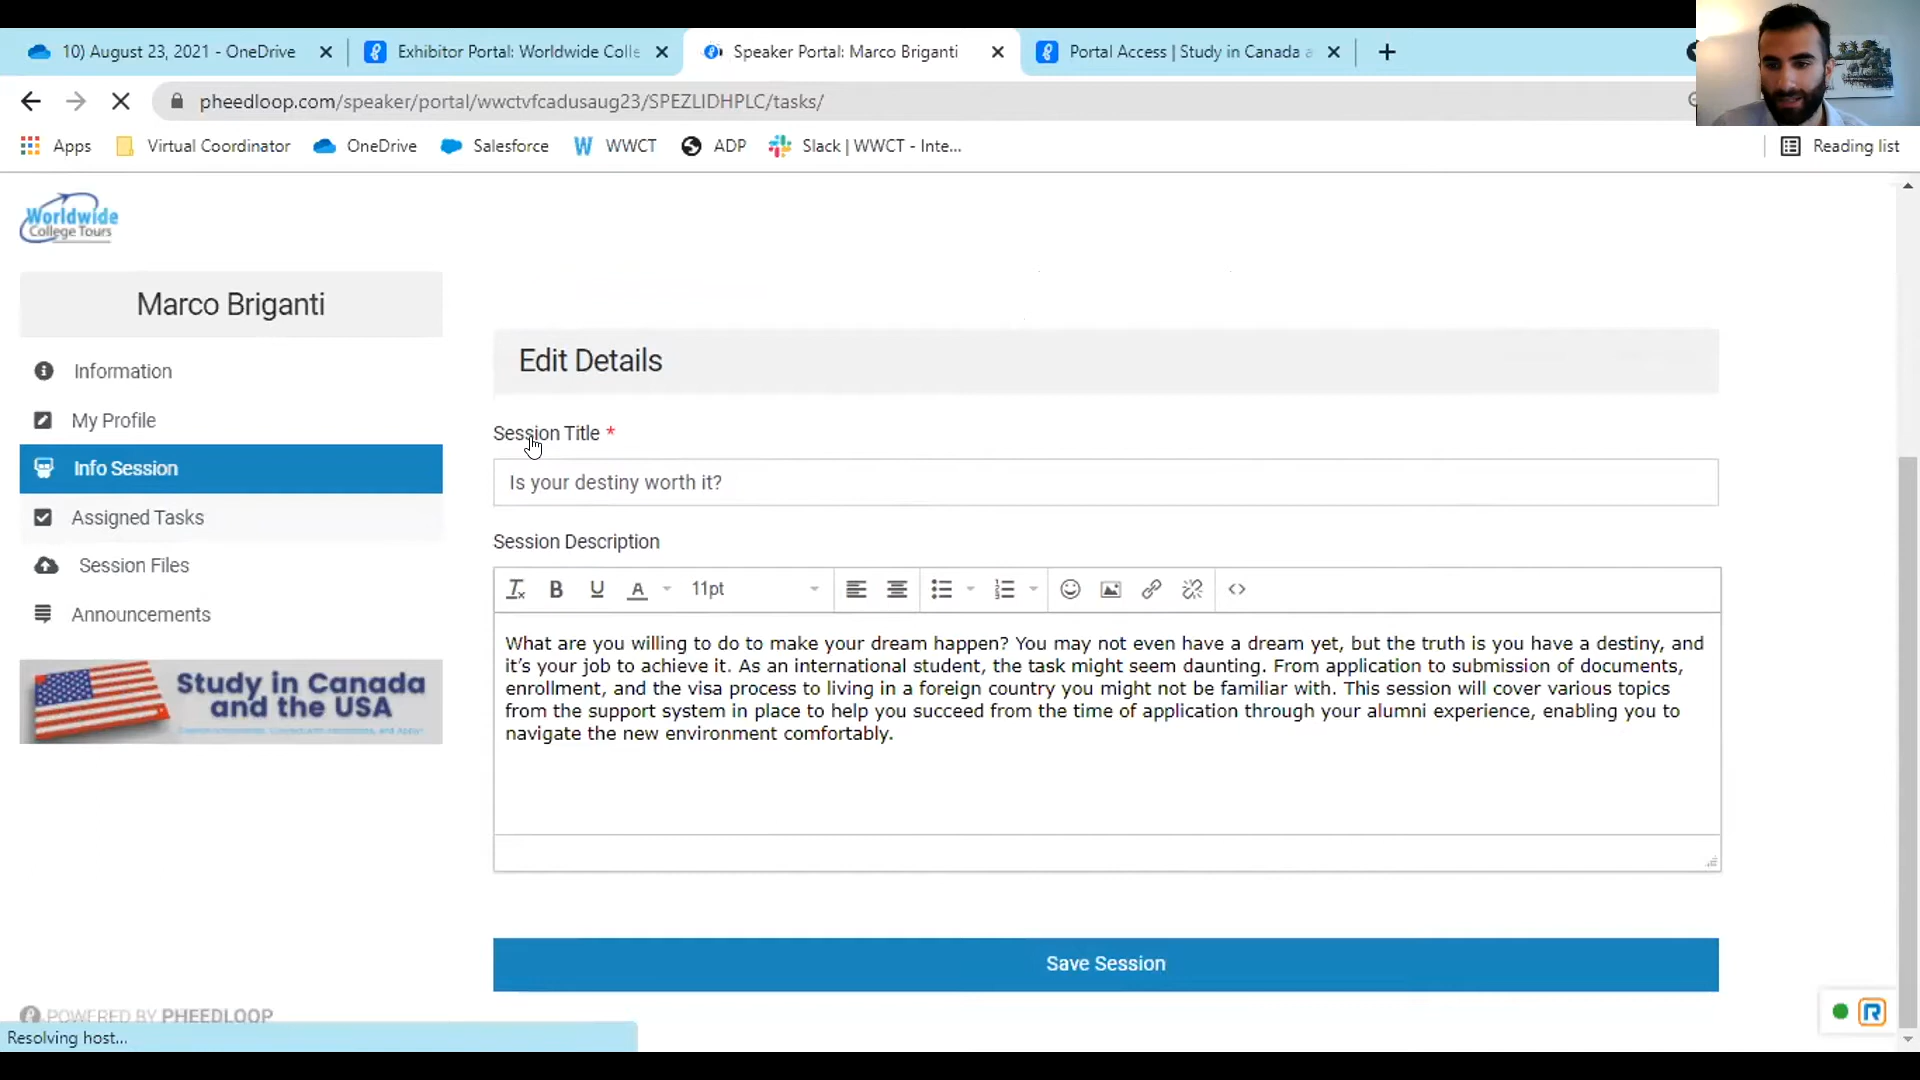 10) August 23, 2021 - OneDrive
Exhibitor Portal: Worldwide Colle
Speaker Portal: Marco Briganti
Portal Access | Study in Canada a
pheedloop.com/speaker/portal/wwctvfcadusaug23/SPEZLIDHPLC/tasks/
Apps
Virtual Coordinator
OneDrive
Salesforce
WWCT
ADP
Slack | WWCT - Inte...
Reading list
Worldwide
College Tours
Marco Briganti
Information
My Profile
Info Session
Assigned Tasks
Session Files
Announcements
Study in Canada
and the USA
Edit Details
Session Title *
Is your destiny worth it?
Session Description
B U A 11pt
What are you willing to do to make your dream happen? You may not even have a dream yet, but the truth is you have a destiny, and
it’s your job to achieve it. As an international student, the task might seem daunting. From application to submission of documents,
enrollment, and the visa process to living in a foreign country you might not be familiar with. This session will cover various topics
from the support system in place to help you succeed from the time of application through your alumni experience, enabling you to
navigate the new environment comfortably.
Save Session
POWERED BY PHEEDLOOP
Resolving host...